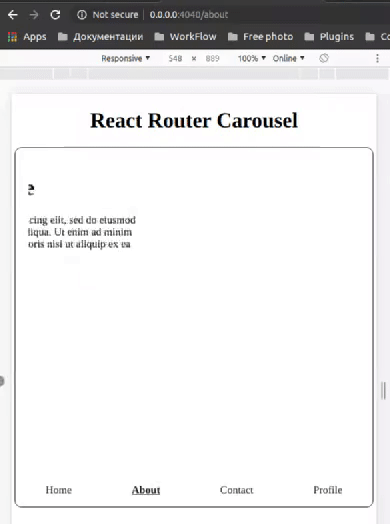 Not secure | 0.0.0.0:4040/about
Apps Документации WorkFlow Free photo Plugins Co
Responsive ▼ 548 × 889 100% ▼ Online ▼
React Router Carousel
e
cing elit, sed do eiusmod
liqua. Ut enim ad minim
oris nisi ut aliquip ex ea
Home About Contact Profile